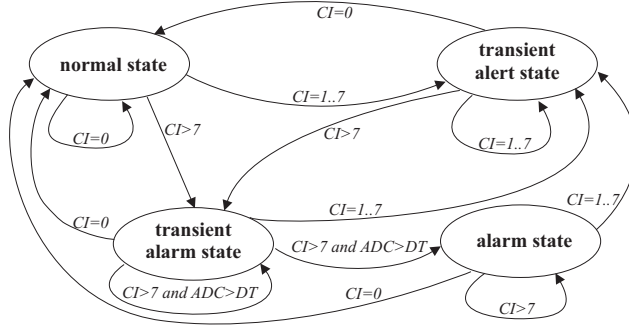 CI=0
normal state
transient
alert state
CI=1..7
CI=0
CI>7
CI>7
CI=1..7
CI=0
transient
alarm state
CI=1..7
CI>7 and ADC>DT
alarm state
CI=1..7
CI>7 and ADC>DT
CI=0
CI>7